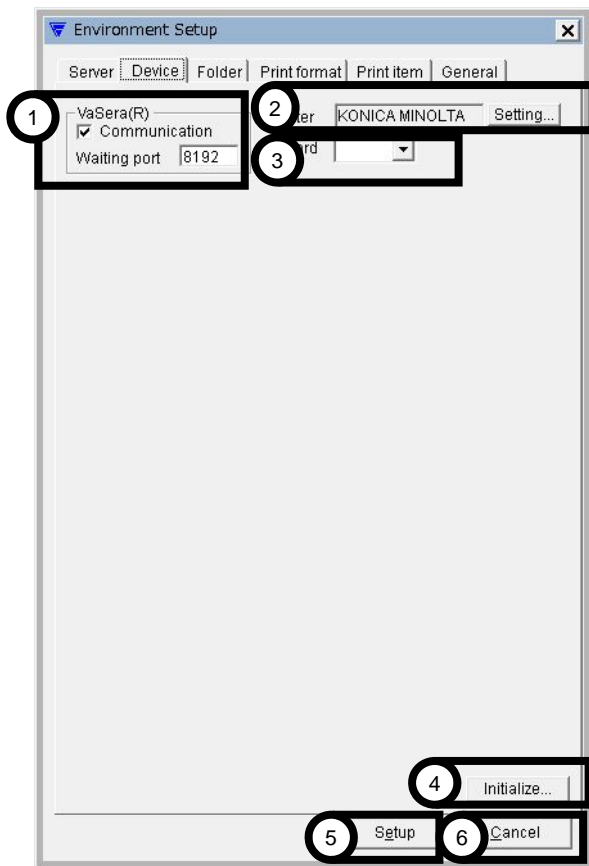 Environment Setup
Server Device Folder Print format Print item General
1 VaSera(R) 2 KONICA MINOLTA Setting...
Communication
Waiting port 8192 3
4 Initialize...
5 Setup 6 Cancel